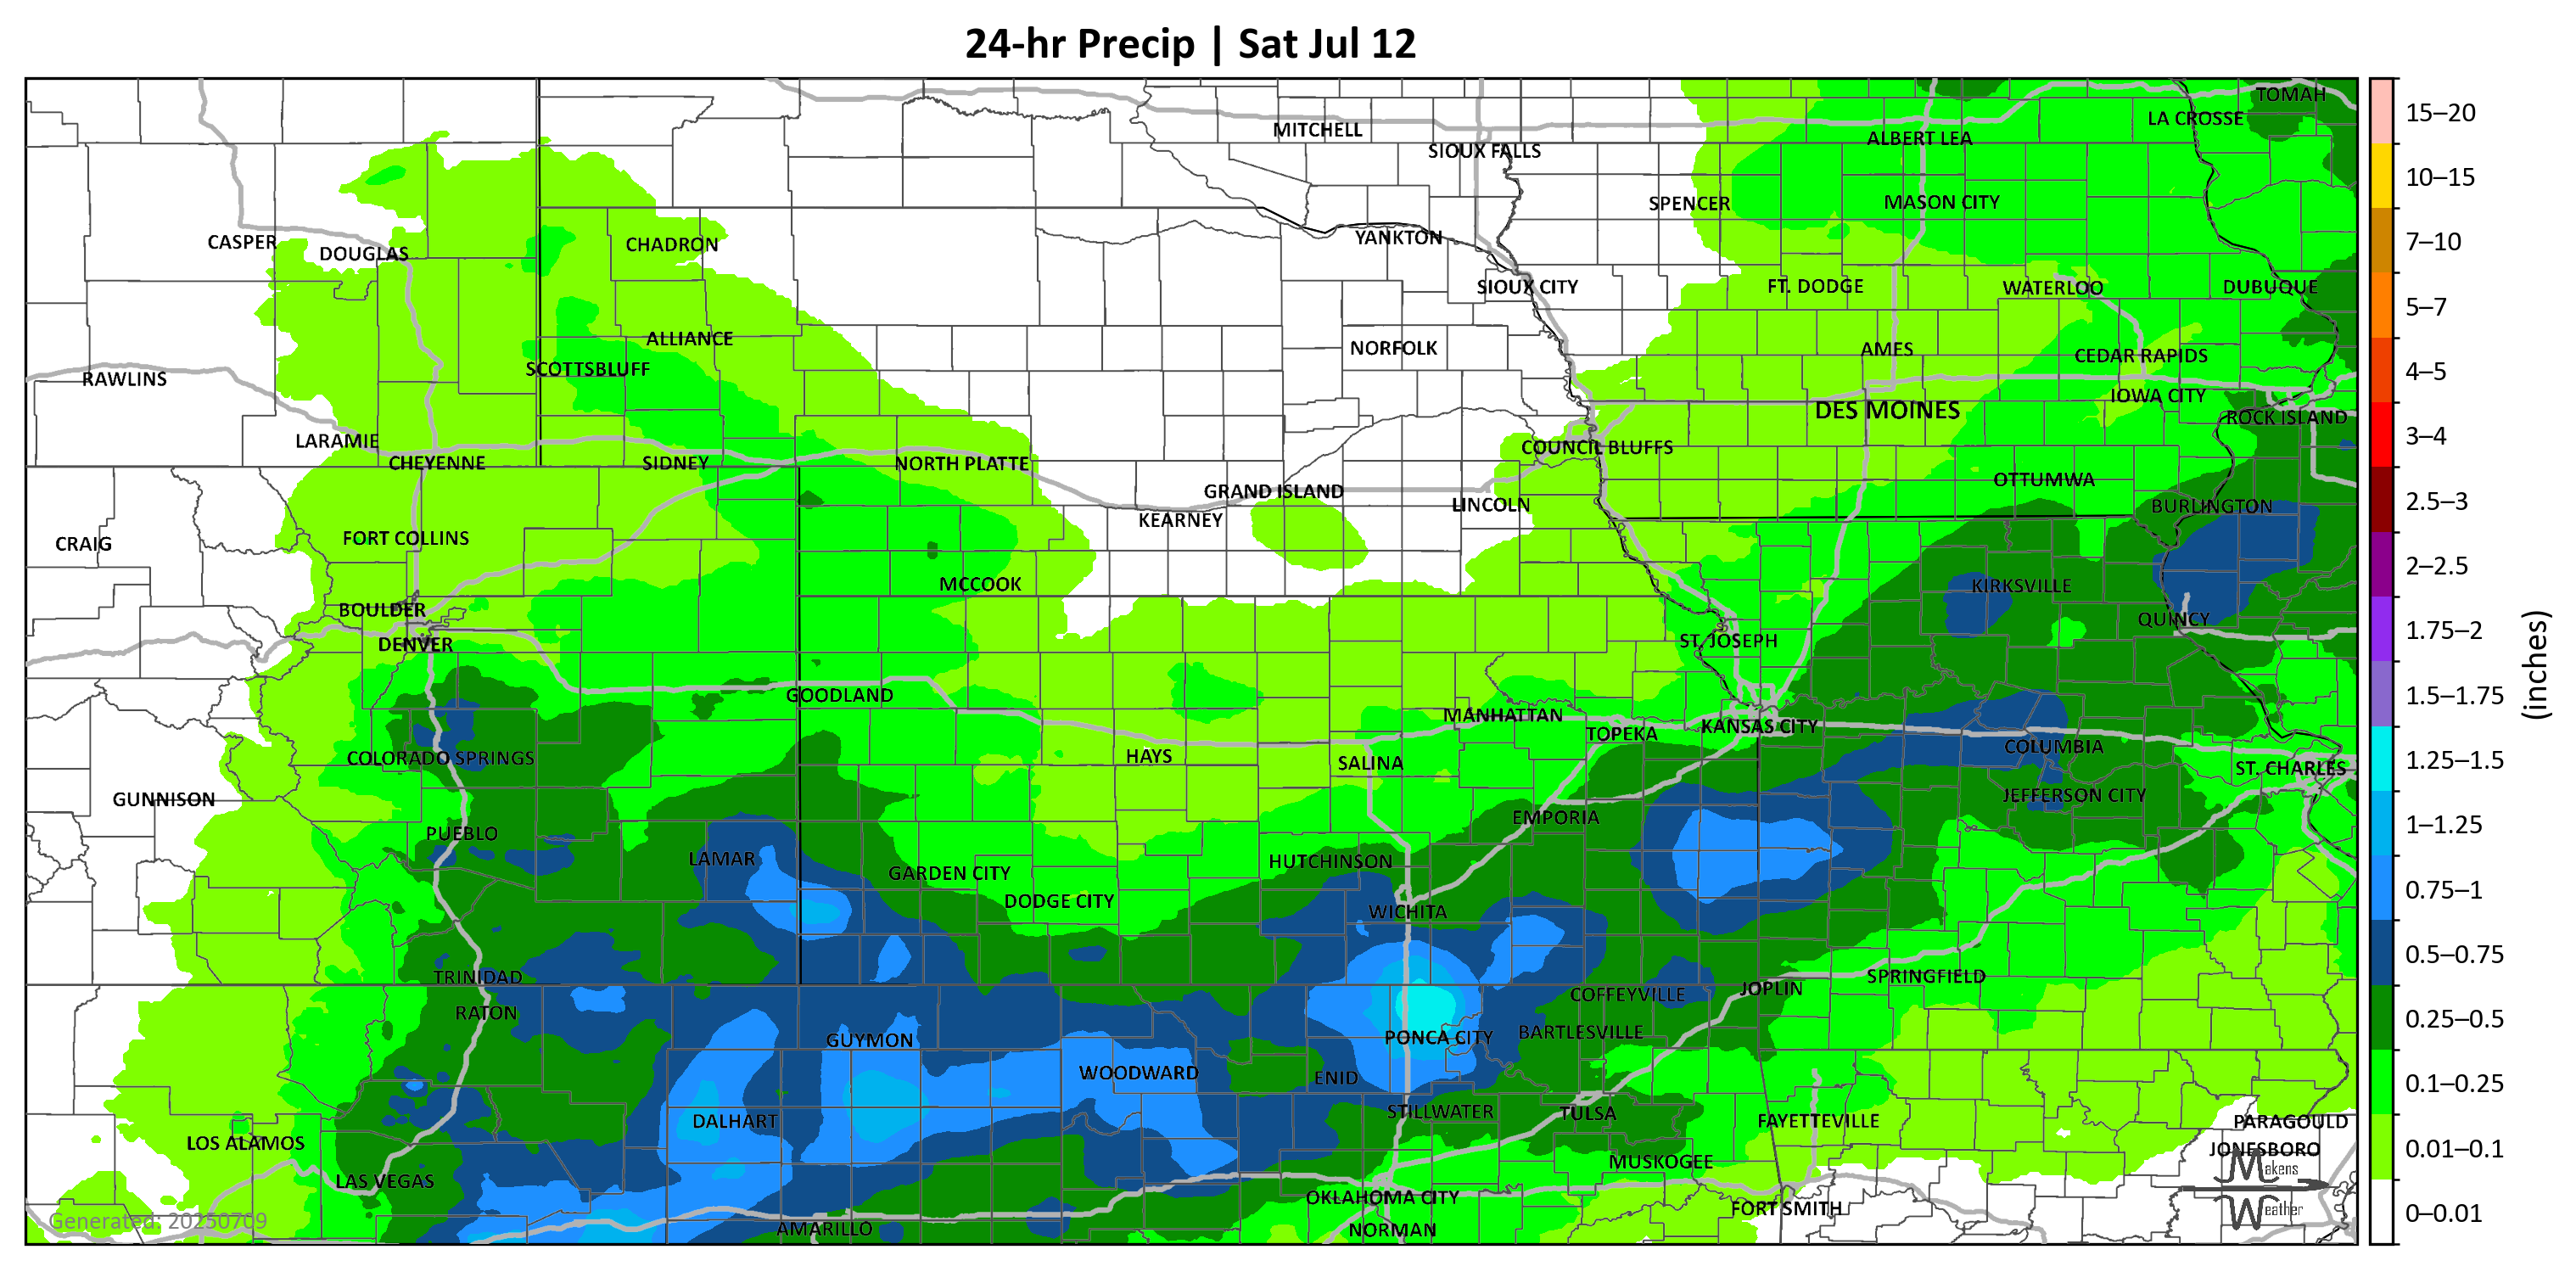 24-hr Precip | Sat Jul 12
TOMAH
LA CROSSE
MITCHELL
ALBERT LEA
SIOUX FALLS
SPENCER
MASON CITY
CASPER
DOUGLAS
CHADRON
YANKTON
SIOUX CITY
FT. DODGE
WATERLOO
DUBUQUE
ALLIANCE
NORFOLK
AMES
CEDAR RAPIDS
SCOTTSBLUFF
RAWLINS
IOWA CITY
DES MOINES
ROCK ISLAND
LARAMIE
COUNCIL BLUFFS
CHEYENNE
SIDNEY
NORTH PLATTE
OTTUMWA
GRAND ISLAND
LINCOLN
BURLINGTON
KEARNEY
CRAIG
FORT COLLINS
MCCOOK
KIRKSVILLE
BOULDER
QUINCY
DENVER
ST. JOSEPH
GOODLAND
MANHATTAN
TOPEKA
KANSAS CITY
COLUMBIA
COLORADO SPRINGS
HAYS
SALINA
ST. CHARLES
GUNNISON
JEFFERSON CITY
EMPORIA
PUEBLO
LAMAR
HUTCHINSON
GARDEN CITY
DODGE CITY
WICHITA
TRINIDAD
SPRINGFIELD
JOPLIN
COFFEYVILLE
RATON
GUYMON
PONCA CITY
BARTLESVILLE
WOODWARD
ENID
DALHART
STILLWATER
TULSA
FAYETTEVILLE
PARAGOULD
LOS ALAMOS
JONESBORO
MUSKOGEE
LAS VEGAS
OKLAHOMA CITY
FORT SMITH
AMARILLO
NORMAN
Generated: 20250709
Makens
Weather
15–20
10–15
7–10
5–7
4–5
3–4
2.5–3
2–2.5
1.75–2
1.5–1.75
1.25–1.5
1–1.25
0.75–1
0.5–0.75
0.25–0.5
0.1–0.25
0.01–0.1
0–0.01
(inches)